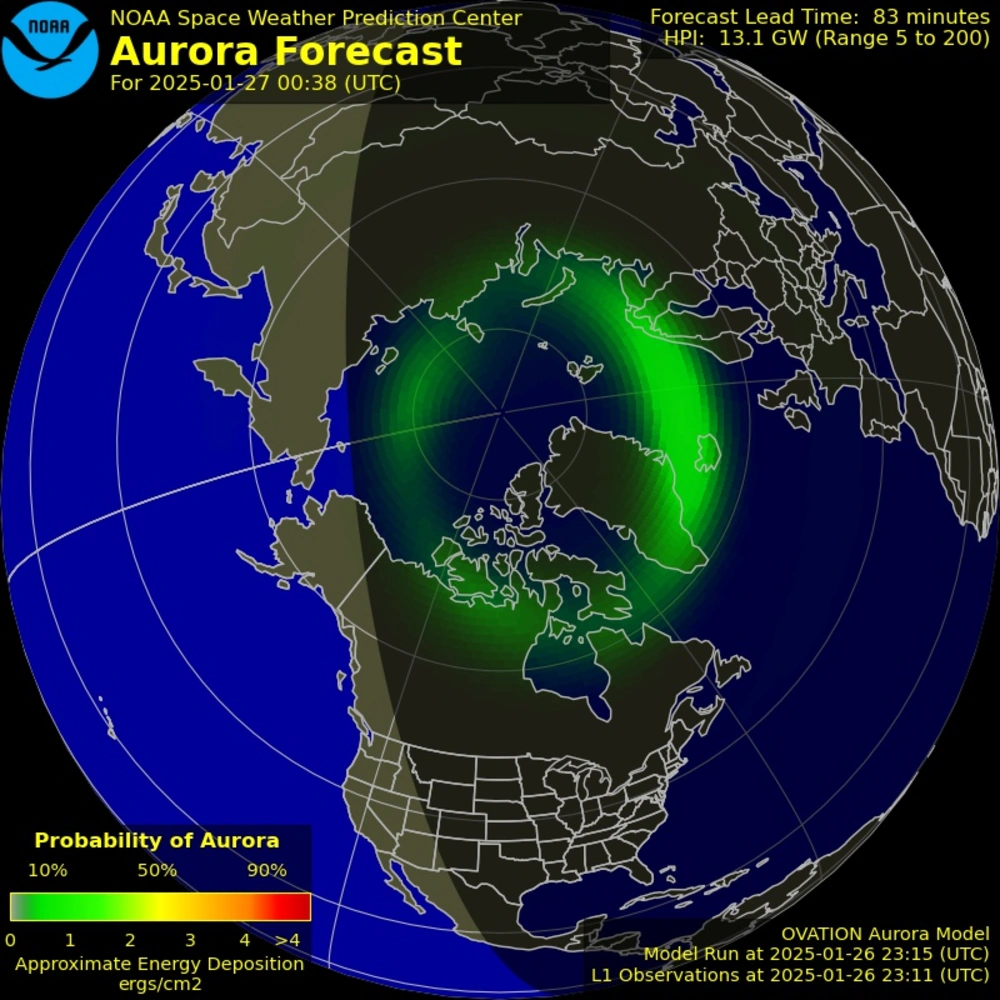 NOAA
NOAA Space Weather Prediction Center
Aurora Forecast
For 2025-01-27 00:38 (UTC)
Forecast Lead Time: 83 minutes
HPI: 13.1 GW (Range 5 to 200)
Probability of Aurora
10% 50% 90%
0 1 2 3 4 >4
Approximate Energy Deposition
ergs/cm2
OVATION Aurora Model
Model Run at 2025-01-26 23:15 (UTC)
L1 Observations at 2025-01-26 23:11 (UTC)